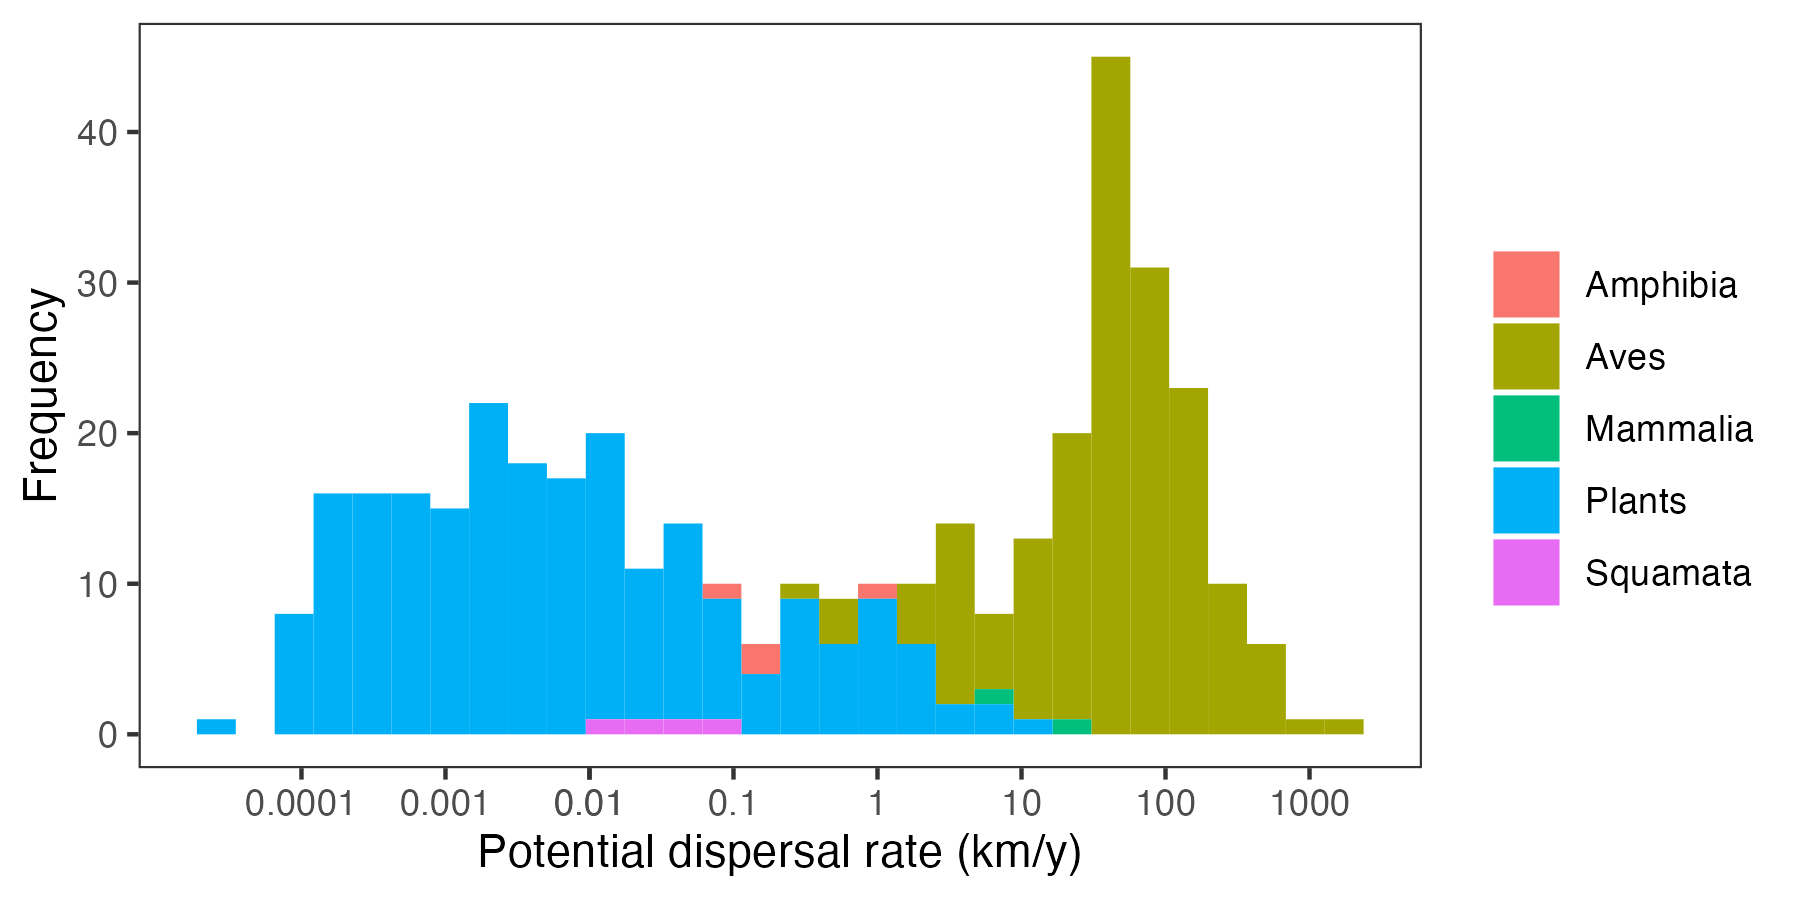 40
30
20
10
0
Frequency
0.0001 0.001 0.01 0.1 1 10 100 1000
Potential dispersal rate (km/y)
Amphibia
Aves
Mammalia
Plants
Squamata